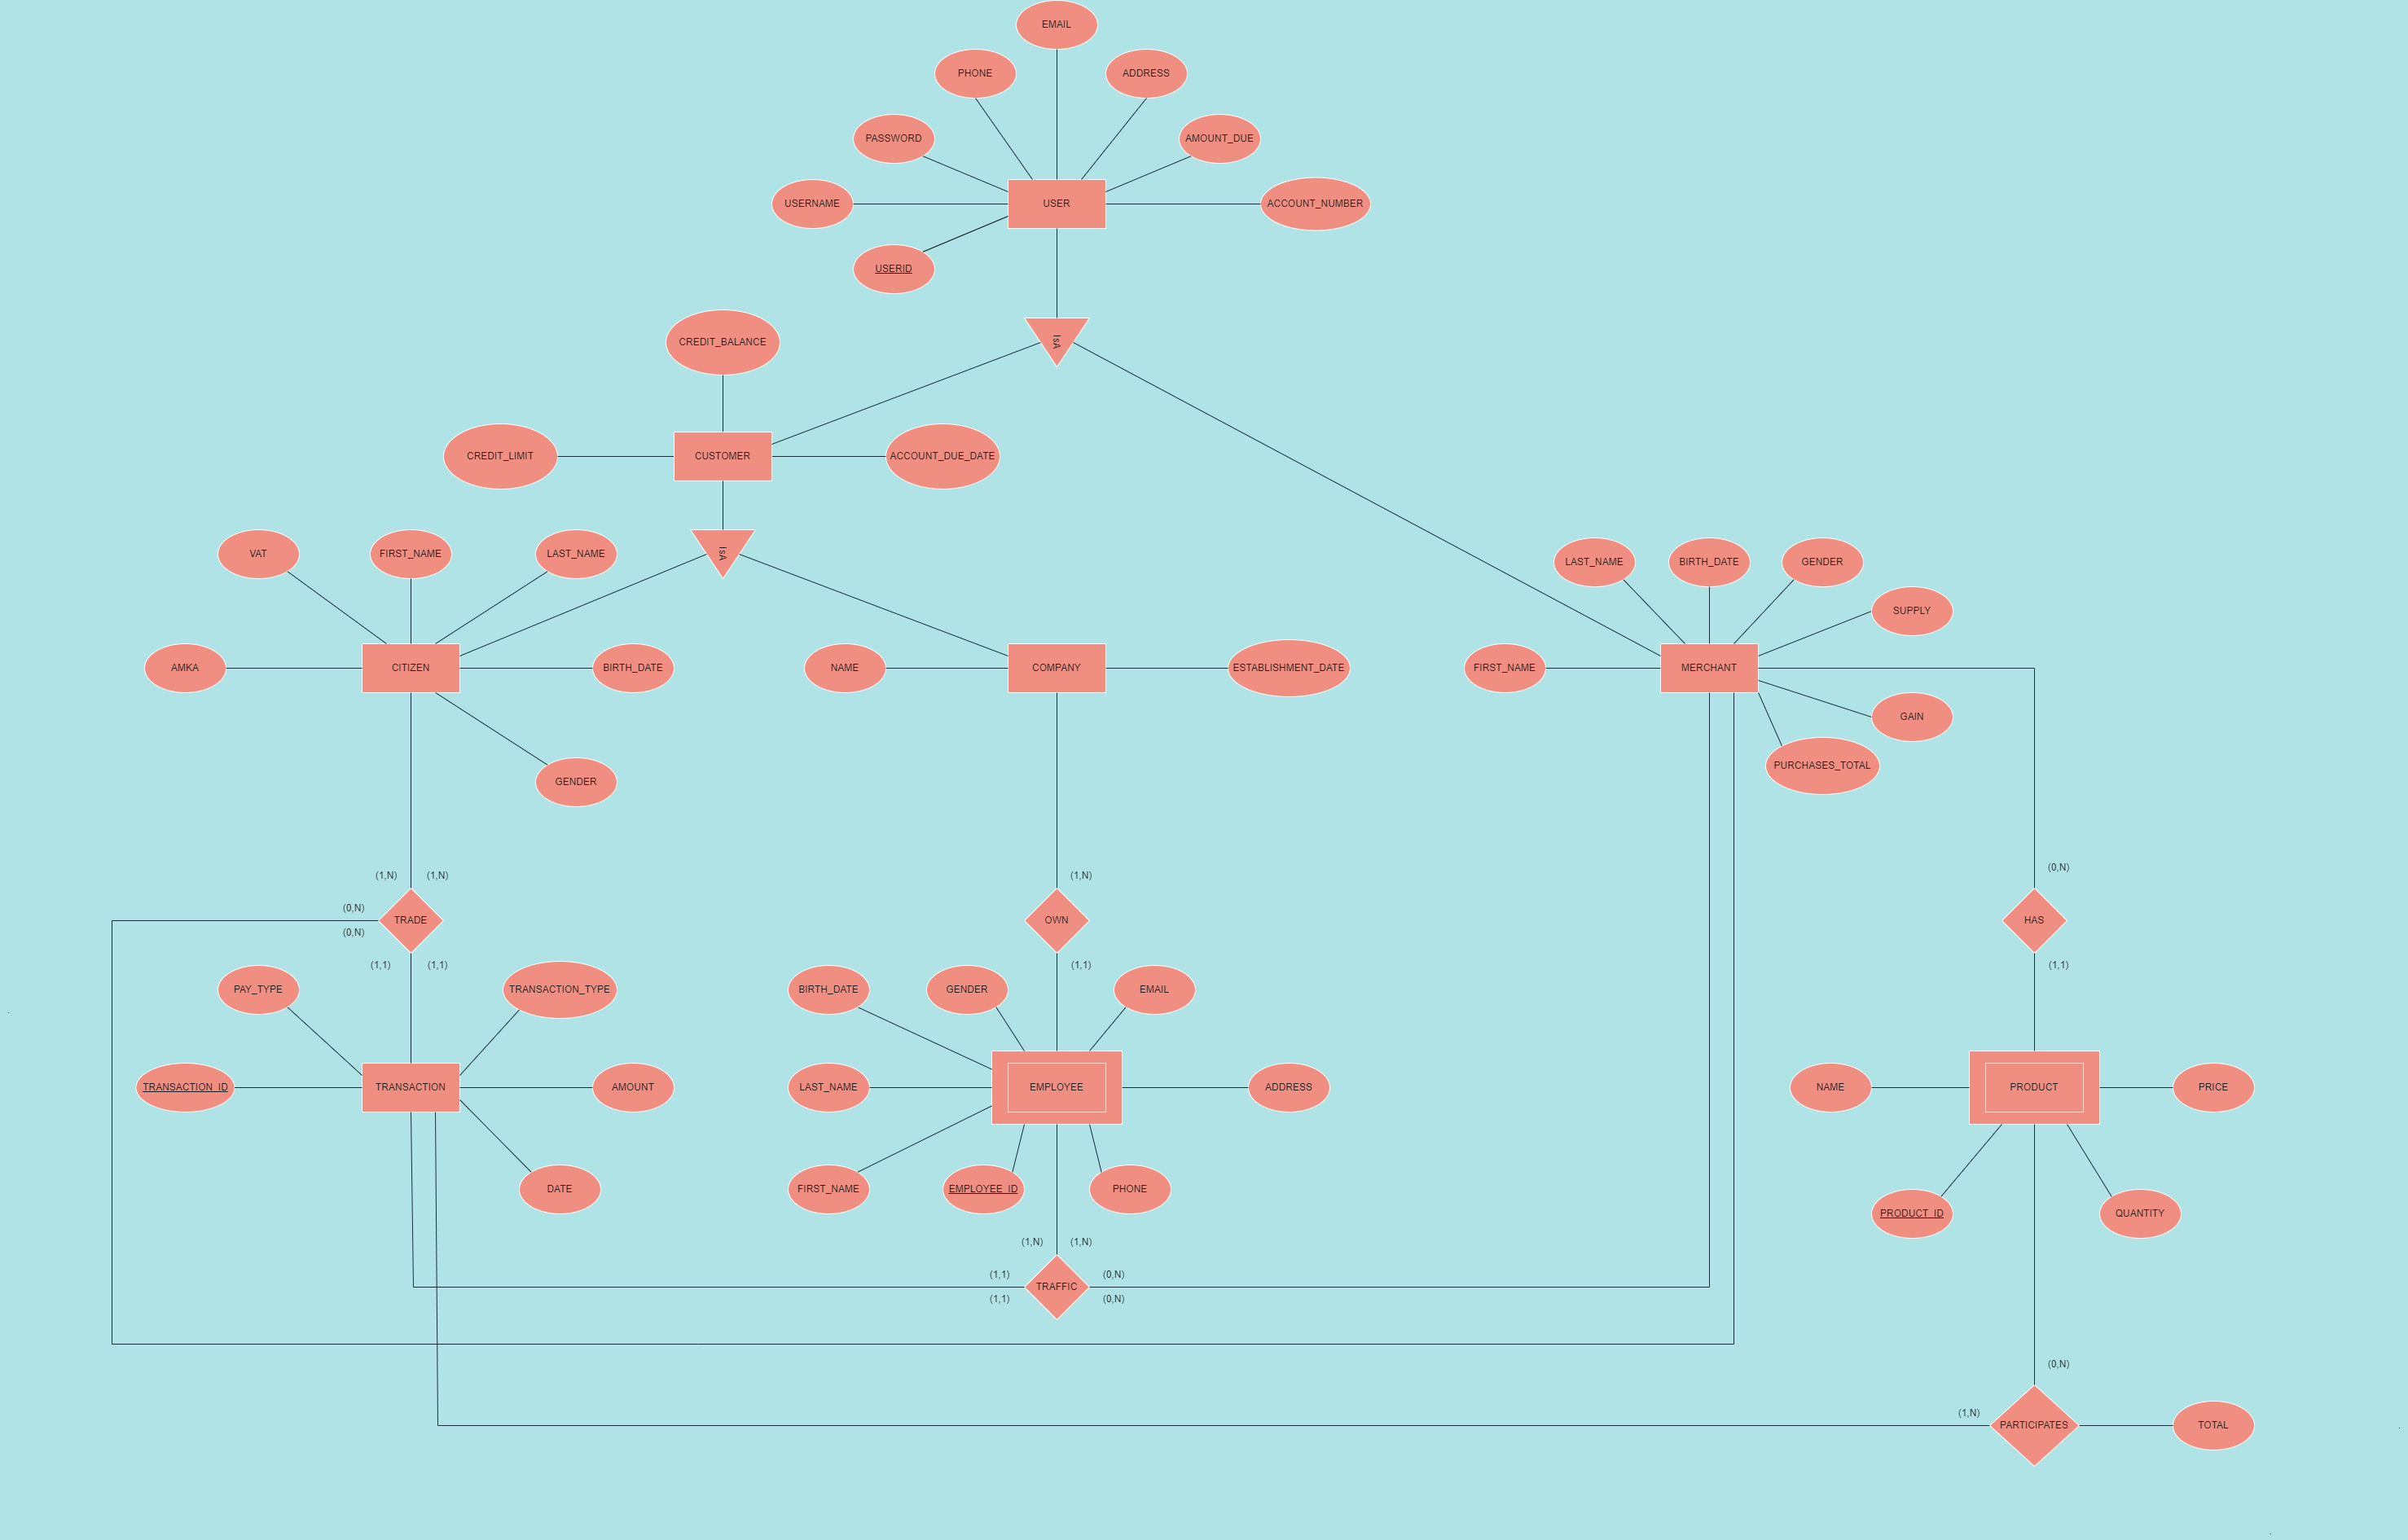 EMAIL
PHONE
ADDRESS
PASSWORD
AMOUNT_DUE
USERNAME
USER
ACCOUNT_NUMBER
USERID
IsA
CREDIT_BALANCE
CREDIT_LIMIT
CUSTOMER
ACCOUNT_DUE_DATE
VAT
FIRST_NAME
LAST_NAME
IsA
LAST_NAME
BIRTH_DATE
GENDER
SUPPLY
AMKA
CITIZEN
BIRTH_DATE
NAME
COMPANY
ESTABLISHMENT_DATE
FIRST_NAME
MERCHANT
GAIN
PURCHASES_TOTAL
GENDER
(0,N)
(1,N)
(1,N)
(1,N)
(0,N)
TRADE
OWN
HAS
(0,N)
(1,1)
(1,1)
(1,1)
(1,1)
PAY_TYPE
TRANSACTION_TYPE
BIRTH_DATE
GENDER
EMAIL
TRANSACTION_ID
TRANSACTION
AMOUNT
LAST_NAME
EMPLOYEE
ADDRESS
NAME
PRODUCT
PRICE
DATE
FIRST_NAME
EMPLOYEE_ID
PHONE
PRODUCT_ID
QUANTITY
(1,N)
(1,N)
(1,1)
(0,N)
TRAFFIC
(1,1)
(0,N)
(0,N)
(1,N)
PARTICIPATES
TOTAL